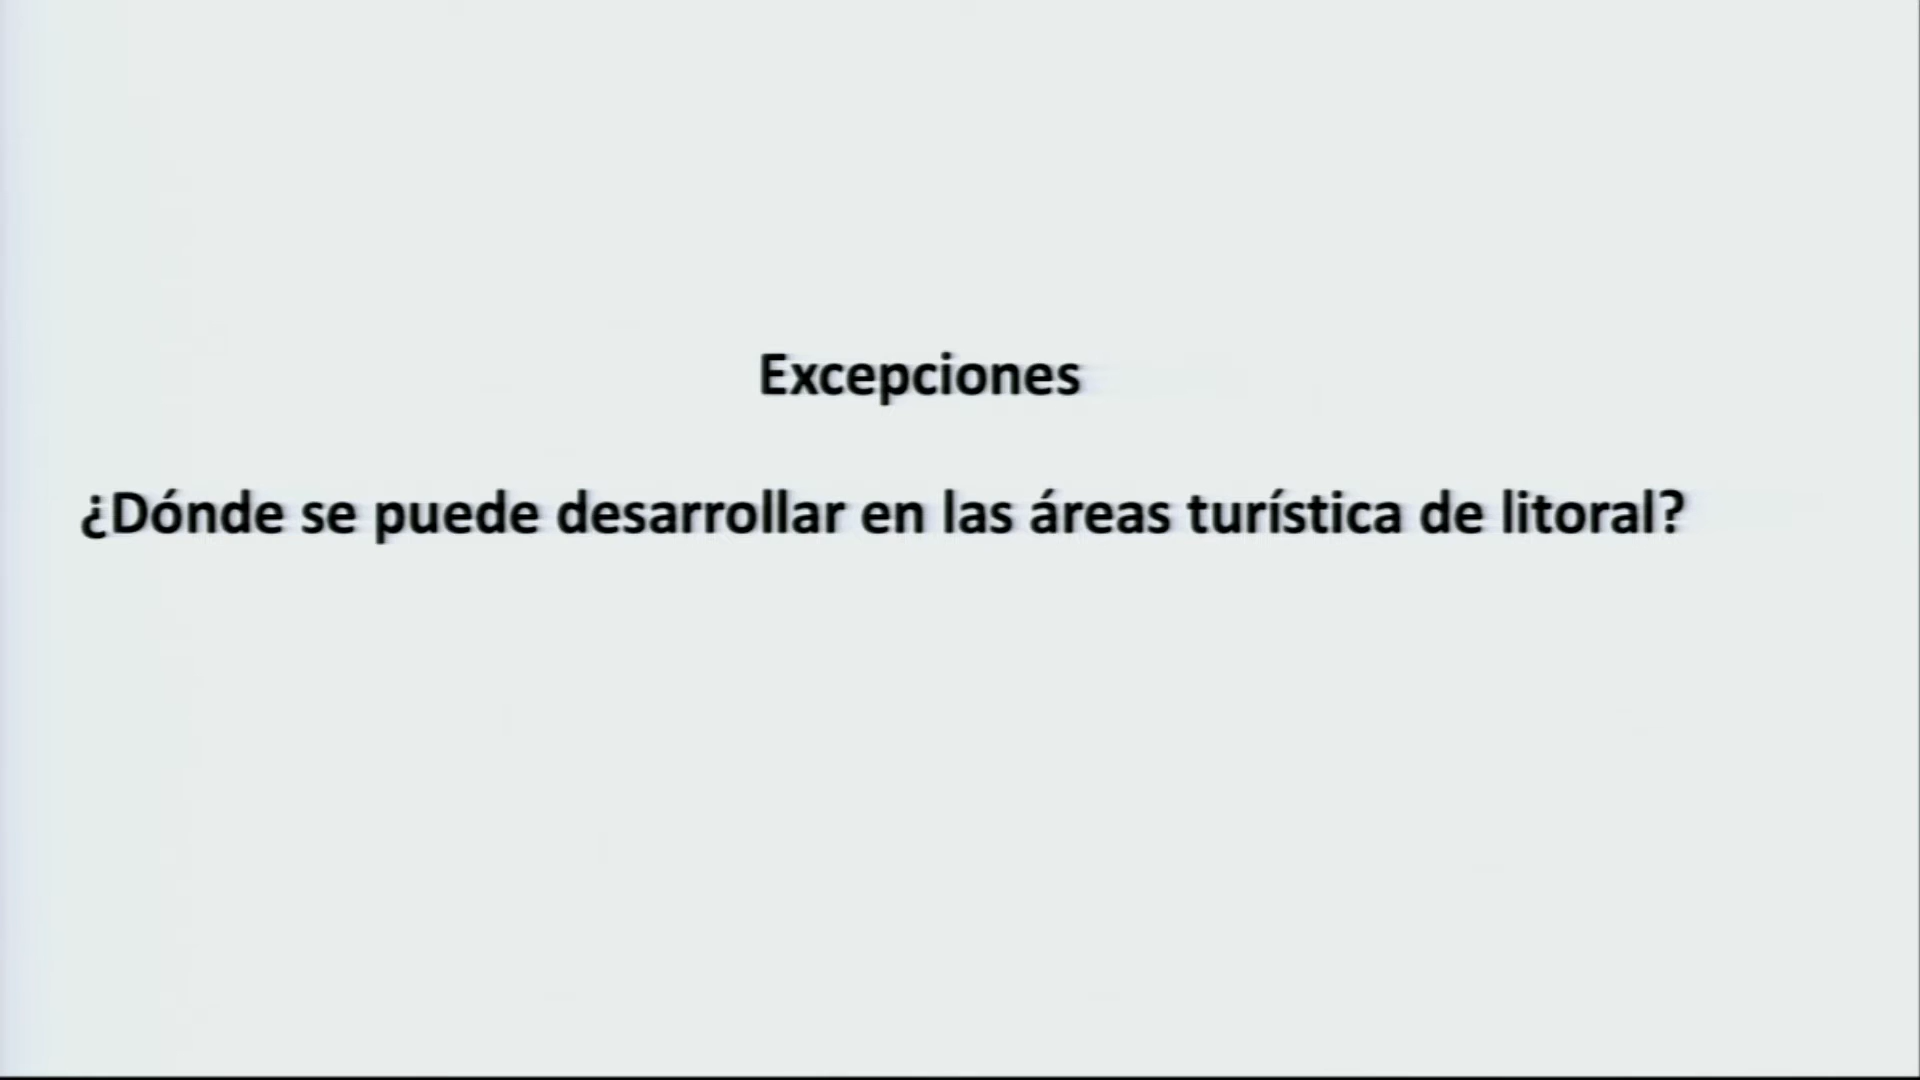 Excepciones
¿Dónde se puede desarrollar en las áreas turística de litoral?